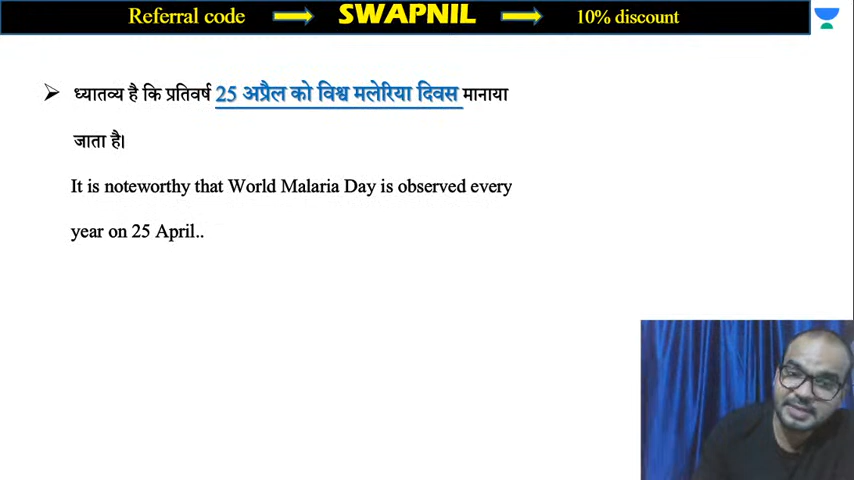 Referral code SWAPNIL 10% discount
ध्यातव्य है कि प्रतिवर्ष 25 अप्रैल को विश्व मलेरिया दिवस मनाया
जाता है।
It is noteworthy that World Malaria Day is observed every
year on 25 April..